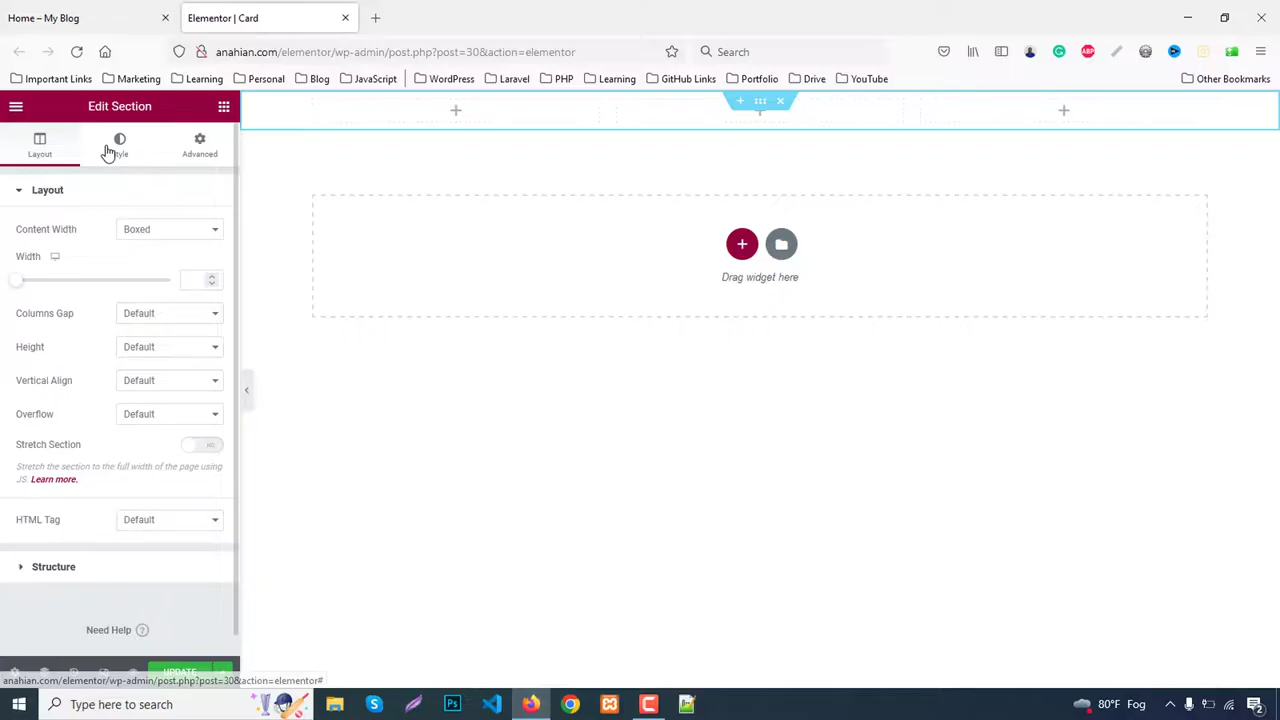 Home – My Blog
Elementor | Card
anahian.com/elementor/wp-admin/post.php?post=30&action=elementor
Search
Important Links
Marketing
Learning
Personal
Blog
JavaScript
WordPress
Laravel
PHP
Learning
GitHub Links
Portfolio
Drive
YouTube
Other Bookmarks
Edit Section
Layout
Advanced
Layout
Content Width
Boxed
Width
Columns Gap
Default
Height
Default
Vertical Align
Default
Overflow
Default
Stretch Section
NO
Stretch the section to the full width of the page using
JS. Learn more.
HTML Tag
Default
Structure
Need Help
UPDATE
Drag widget here
anahian.com/elementor/wp-admin/post.php?post=30&action=elementor#
Type here to search
80°F Fog